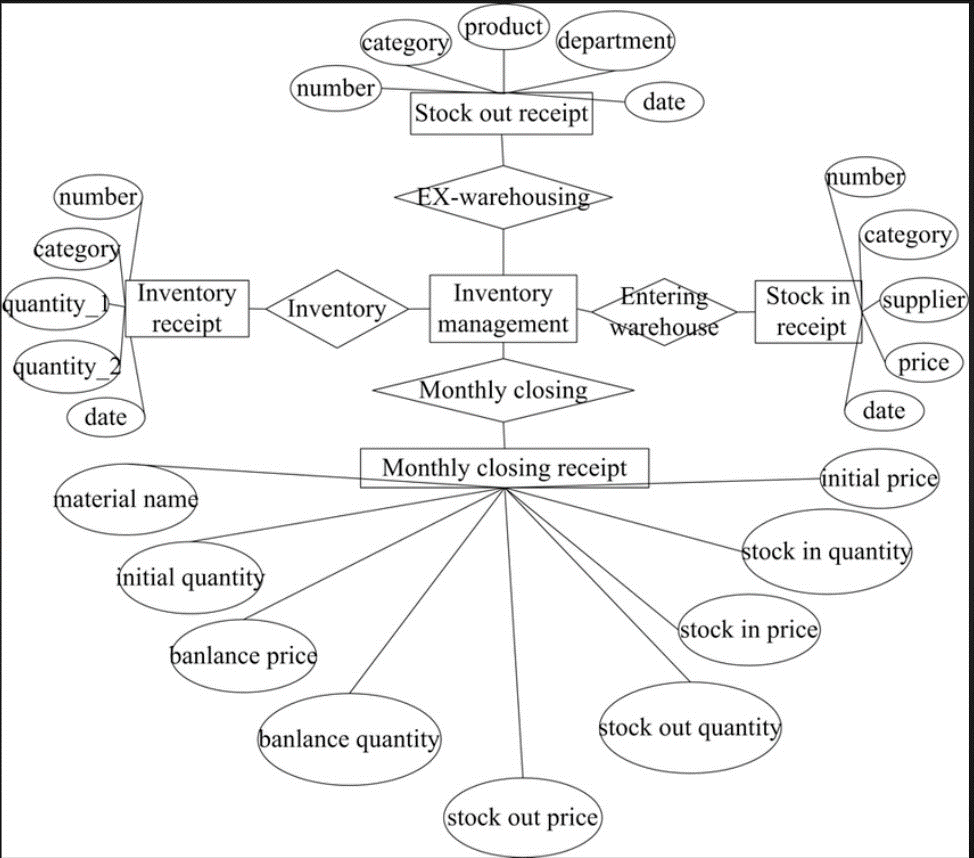 product
category
department
number
date
Stock out receipt
EX-warehousing
number
category
quantity_1
quantity_2
date
Inventory
receipt
Inventory
Inventory
management
Entering
warehouse
Stock in
receipt
number
category
supplier
price
date
Monthly closing
Monthly closing receipt
material name
initial quantity
banlance price
banlance quantity
stock out price
stock out quantity
stock in price
stock in quantity
initial price